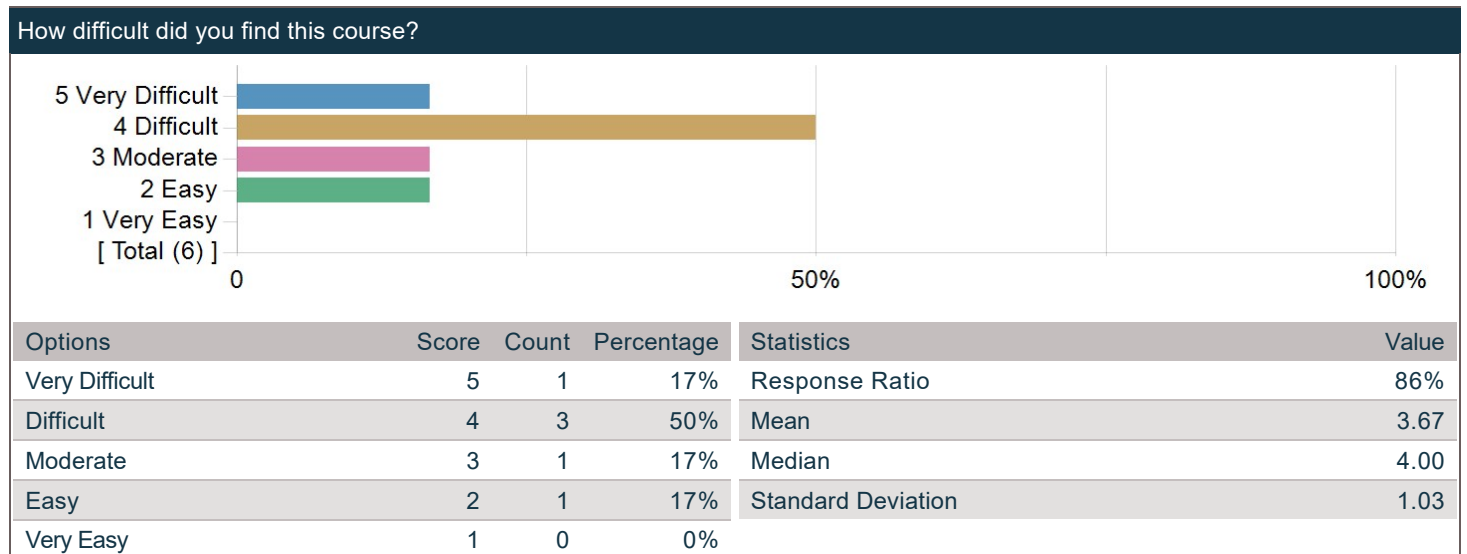 How difficult did you find this course?
5 Very Difficult
4 Difficult
3 Moderate
2 Easy
1 Very Easy
[ Total (6) ]
0 50% 100%
Options Score Count Percentage
Very Difficult 5 1 17%
Difficult 4 3 50%
Moderate 3 1 17%
Easy 2 1 17%
Very Easy 1 0 0%
Statistics Value
Response Ratio 86%
Mean 3.67
Median 4.00
Standard Deviation 1.03